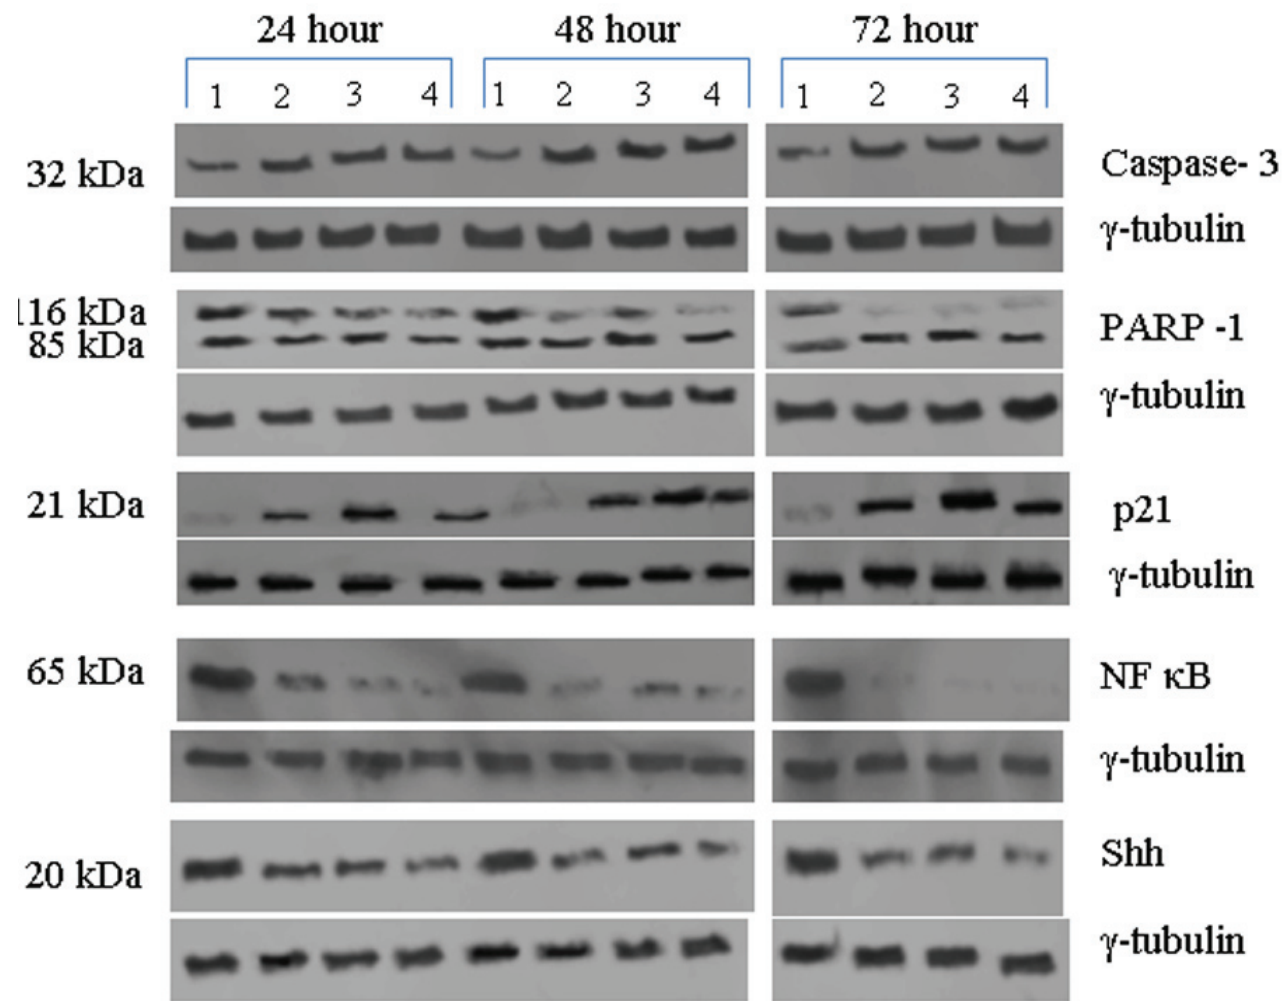 24 hour 48 hour 72 hour
1 2 3 4 1 2 3 4 1 2 3 4
32 kDa Caspase- 3
γ-tubulin
116 kDa
85 kDa PARP -1
γ-tubulin
21 kDa p21
γ-tubulin
65 kDa NF κB
γ-tubulin
20 kDa Shh
γ-tubulin